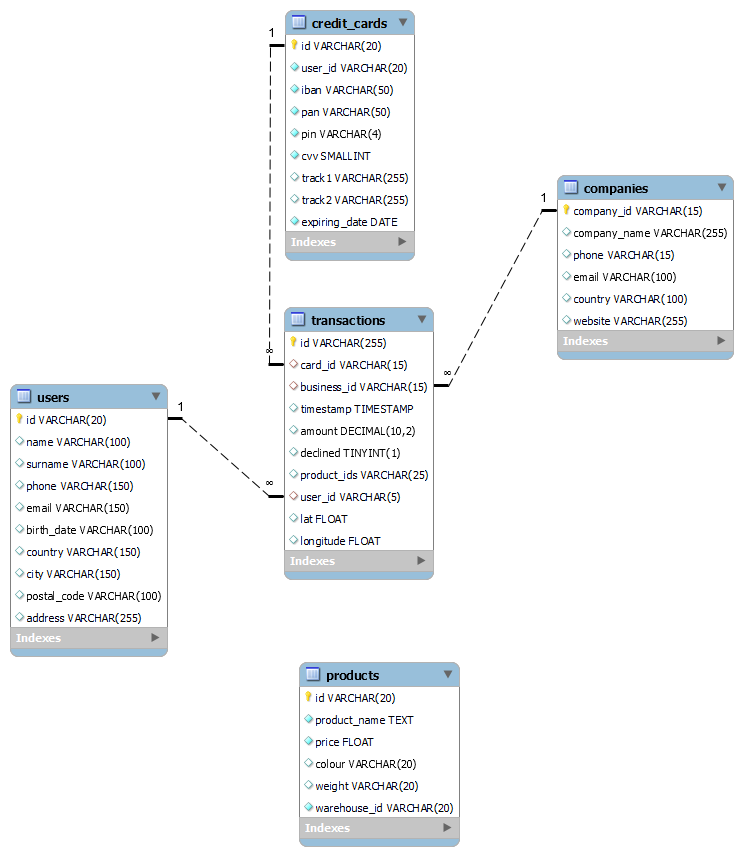 credit_cards
id VARCHAR(20)
user_id VARCHAR(20)
iban VARCHAR(50)
pan VARCHAR(50)
pin VARCHAR(4)
cvv SMALLINT
track1 VARCHAR(255)
track2 VARCHAR(255)
expiring_date DATE
Indexes
1
companies
company_id VARCHAR(15)
company_name VARCHAR(255)
phone VARCHAR(15)
email VARCHAR(100)
country VARCHAR(100)
website VARCHAR(255)
Indexes
1
transactions
id VARCHAR(255)
card_id VARCHAR(15)
business_id VARCHAR(15)
timestamp TIMESTAMP
amount DECIMAL(10,2)
declined TINYINT(1)
product_ids VARCHAR(25)
user_id VARCHAR(5)
lat FLOAT
longitude FLOAT
Indexes
∞
∞
∞
users
id VARCHAR(20)
name VARCHAR(100)
surname VARCHAR(100)
phone VARCHAR(150)
email VARCHAR(150)
birth_date VARCHAR(100)
country VARCHAR(150)
city VARCHAR(150)
postal_code VARCHAR(100)
address VARCHAR(255)
Indexes
1
products
id VARCHAR(20)
product_name TEXT
price FLOAT
colour VARCHAR(20)
weight VARCHAR(20)
warehouse_id VARCHAR(20)
Indexes